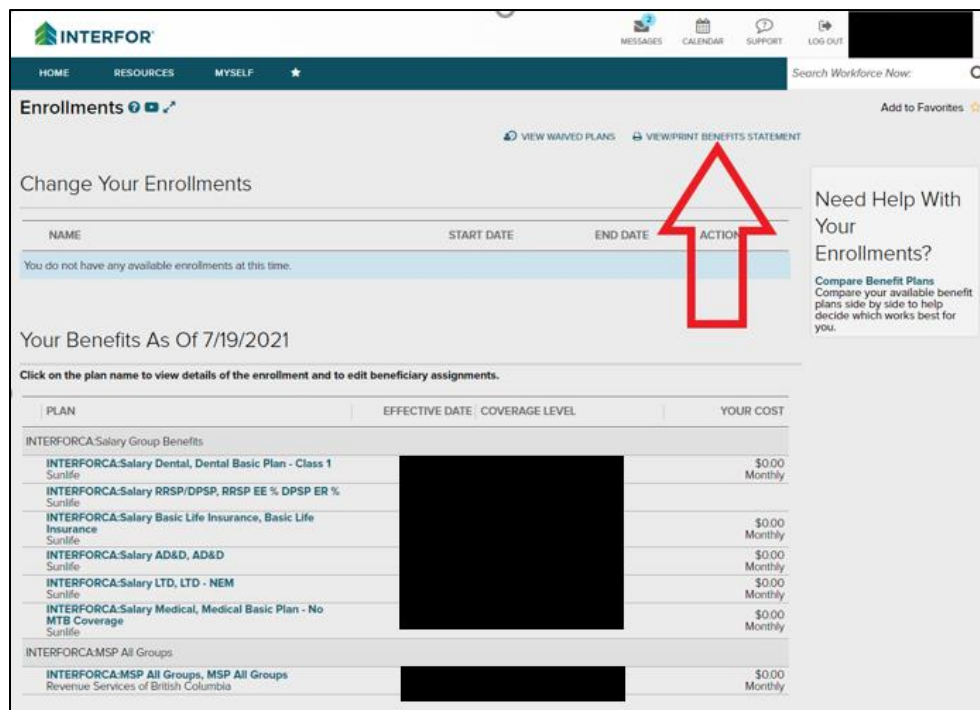 INTERFOR
2
MESSAGES CALENDAR SUPPORT LOG OUT
HOME RESOURCES MYSELF
Search Workforce Now:
Enrollments
Add to Favorites
VIEW WAIVED PLANS VIEW/PRINT BENEFITS STATEMENT
Change Your Enrollments
NAME START DATE END DATE ACTION
You do not have any available enrollments at this time.
Need Help With
Your
Enrollments?
Compare Benefit Plans
Compare your available benefit
plans side by side to help
decide which works best for
you.
Your Benefits As Of 7/19/2021
Click on the plan name to view details of the enrollment and to edit beneficiary assignments.
PLAN EFFECTIVE DATE COVERAGE LEVEL YOUR COST
INTERFORCA:Salary Group Benefits
INTERFORCA:Salary Dental, Dental Basic Plan - Class 1 $0.00
Sunlife Monthly
INTERFORCA:Salary RRSP/DPSP, RRSP EE % DPSP ER %
Sunlife
INTERFORCA:Salary Basic Life Insurance, Basic Life
Insurance $0.00
Sunlife Monthly
INTERFORCA:Salary AD&D, AD&D $0.00
Sunlife Monthly
INTERFORCA:Salary LTD, LTD - NEM $0.00
Sunlife Monthly
INTERFORCA:Salary Medical, Medical Basic Plan - No
MTB Coverage $0.00
Sunlife Monthly
INTERFORCA:MSP All Groups
INTERFORCA:MSP All Groups, MSP All Groups $0.00
Revenue Services of British Columbia Monthly